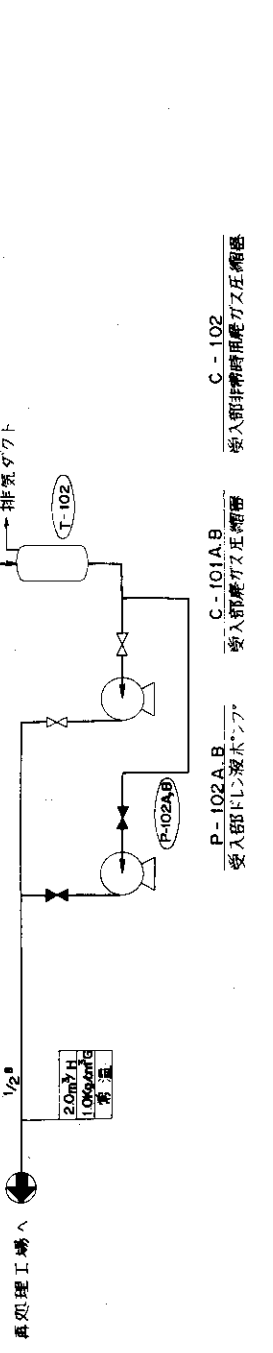 排気ダクト
T-102
1/2ᴮ
再処理工場へ
2.0m³/H
1.0Kg/cm²G
常温
P-102A,B
P-102A.B
受入部ドレン液ポンプ
C-101A.B
受入部廃ガス圧縮器
C-102
受入部非常時用廃ガス圧縮器